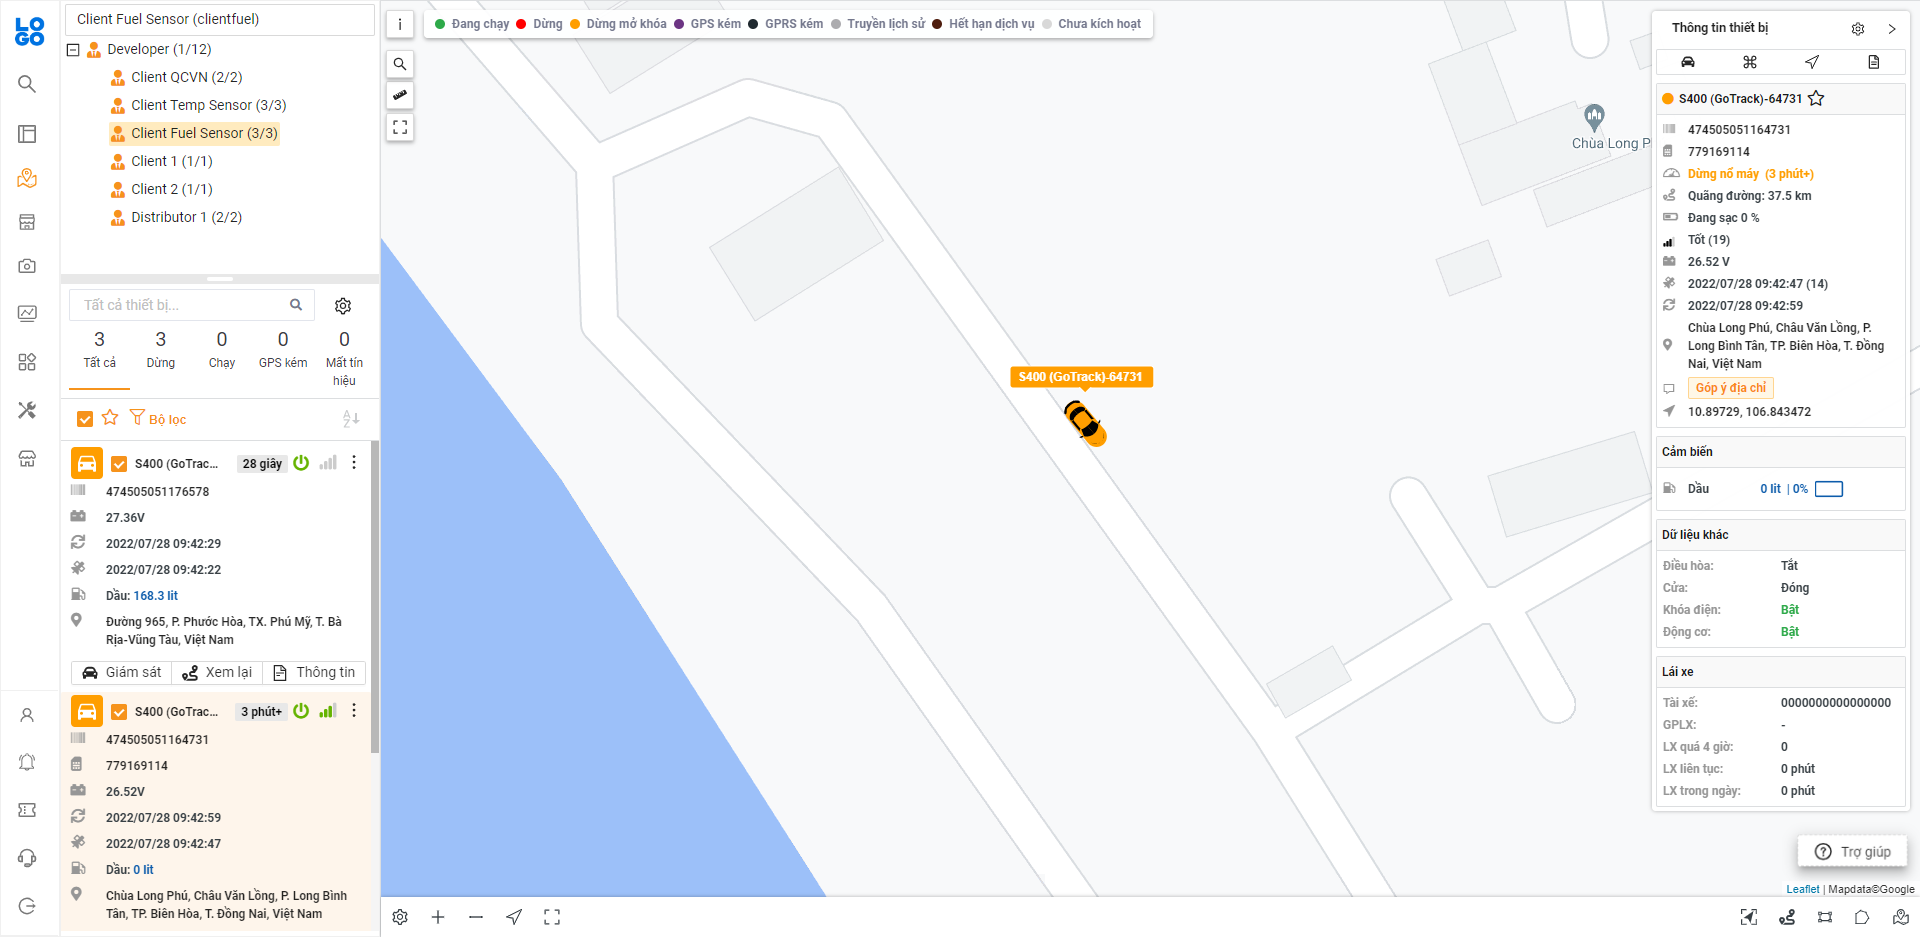 LOGO
Client Fuel Sensor (clientfuel)
Developer (1/12)
Client QCVN (2/2)
Client Temp Sensor (3/3)
Client Fuel Sensor (3/3)
Client 1 (1/1)
Client 2 (1/1)
Distributor 1 (2/2)
Tất cả thiết bị...
3 3 0 0 0
Tất cả Dừng Chạy GPS kém Mất tín hiệu
Bộ lọc
S400 (GoTrac... 28 giây
474505051176578
27.36V
2022/07/28 09:42:29
2022/07/28 09:42:22
Dầu: 168.3 lit
Đường 965, P. Phước Hòa, TX. Phú Mỹ, T. Bà
Rịa-Vũng Tàu, Việt Nam
Giám sát Xem lại Thông tin
S400 (GoTrac... 3 phút+
474505051164731
779169114
26.52V
2022/07/28 09:42:59
2022/07/28 09:42:47
Dầu: 0 lit
Chùa Long Phú, Châu Văn Lồng, P. Long Bình
Tân, TP. Biên Hòa, T. Đồng Nai, Việt Nam
Đang chạy Dừng Dừng mở khóa GPS kém GPRS kém Truyền lịch sử Hết hạn dịch vụ Chưa kích hoạt
Chùa Long P
S400 (GoTrack)-64731
Thông tin thiết bị
S400 (GoTrack)-64731
474505051164731
779169114
Dừng nổ máy (3 phút+)
Quãng đường: 37.5 km
Đang sạc 0 %
Tốt (19)
26.52 V
2022/07/28 09:42:47 (14)
2022/07/28 09:42:59
Chùa Long Phú, Châu Văn Lồng, P.
Long Bình Tân, TP. Biên Hòa, T. Đồng
Nai, Việt Nam
Góp ý địa chỉ
10.89729, 106.843472
Cảm biến
Dầu 0 lit | 0%
Dữ liệu khác
Điều hòa: Tắt
Cửa: Đóng
Khóa điện: Bật
Động cơ: Bật
Lái xe
Tài xế: 0000000000000000
GPLX: -
LX quá 4 giờ: 0
LX liên tục: 0 phút
LX trong ngày: 0 phút
Trợ giúp
Leaflet | Mapdata©Google